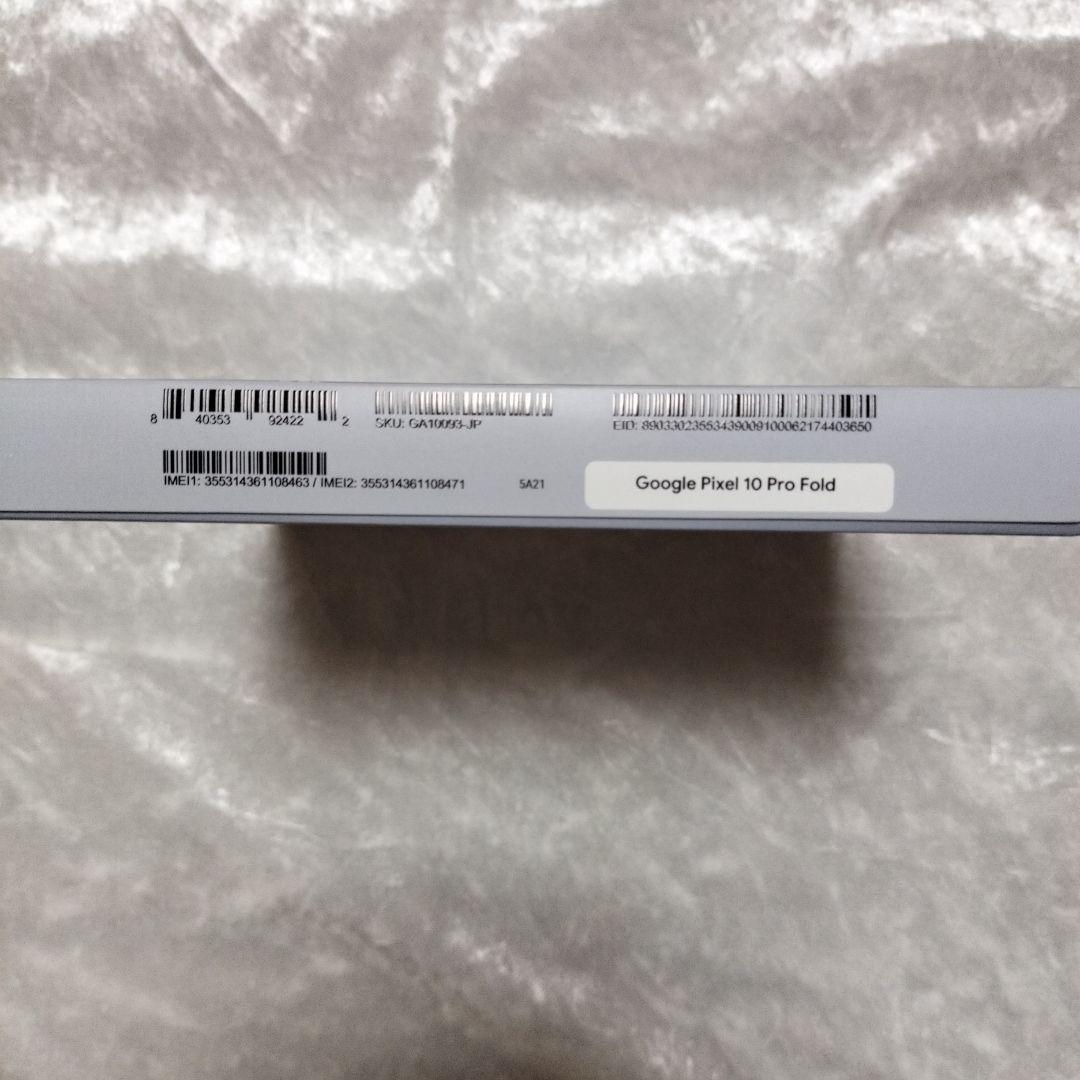 8 40353 92422 2
SKU: GA10093-JP
EID: 89033023553439009100062174403650
IMEI1: 355314361108463 / IMEI2: 355314361108471
5A21
Google Pixel 10 Pro Fold